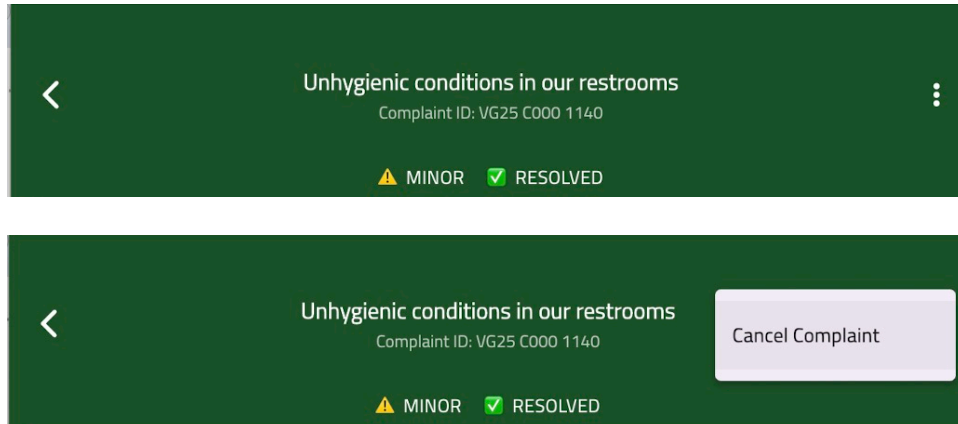 Unhygienic conditions in our restrooms
Complaint ID: VG25 C000 1140
⚠️ MINOR ✅ RESOLVED
Unhygienic conditions in our restrooms
Complaint ID: VG25 C000 1140
Cancel Complaint
⚠️ MINOR ✅ RESOLVED